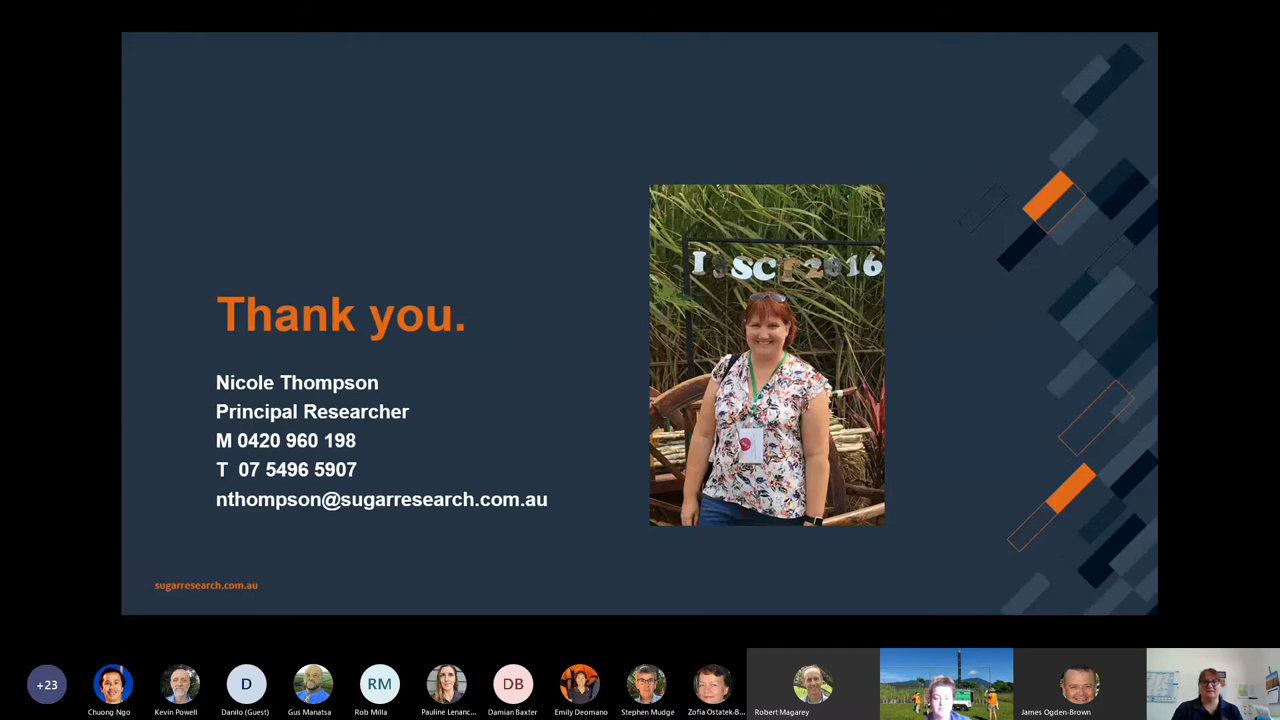 I SSCT 2016
Thank you.
Nicole Thompson
Principal Researcher
M 0420 960 198
T 07 5496 5907
nthompson@sugarresearch.com.au
sugarresearch.com.au
+23
Chuong Ngo
Kevin Powell
D
Danilo (Guest)
Gus Manatsa
RM
Rob Milla
Pauline Lenanc...
DB
Damian Baxter
Emily Deomano
Stephen Mudge
Zofia Ostatek-B...
Robert Magarey
James Ogden-Brown